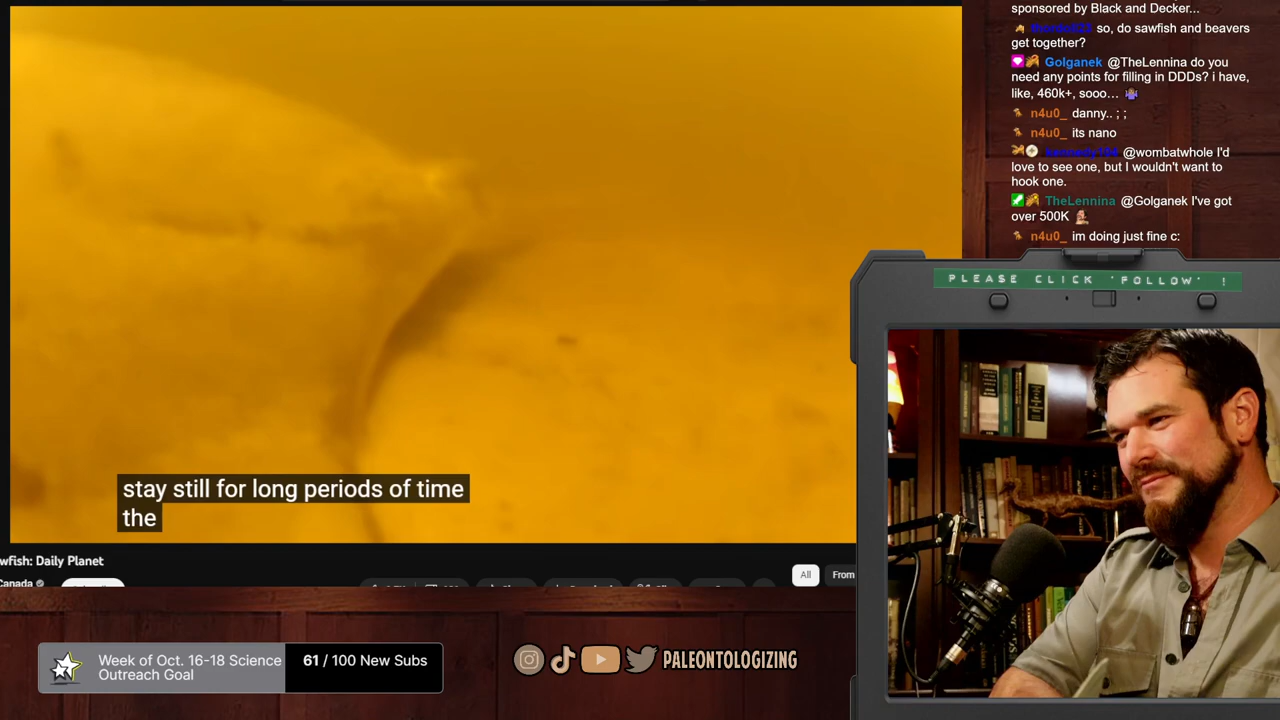 sponsored by Black and Decker...
so, do sawfish and beavers
get together?
Golganek @TheLennina do you
need any points for filling in DDDs? i have,
like, 460k+, sooo...
n4u0_ danny.. ; ;
n4u0_ its nano
@wombatwhole I'd
love to see one, but I wouldn't want to
hook one.
TheLennina @Golganek I've got
over 500K
n4u0_ im doing just fine c:
PLEASE CLICK 'FOLLOW' !
stay still for long periods of time
the
wfish: Daily Planet
Canada
All
From
Week of Oct. 16-18 Science
Outreach Goal
61 / 100 New Subs
PALEONTOLOGIZING